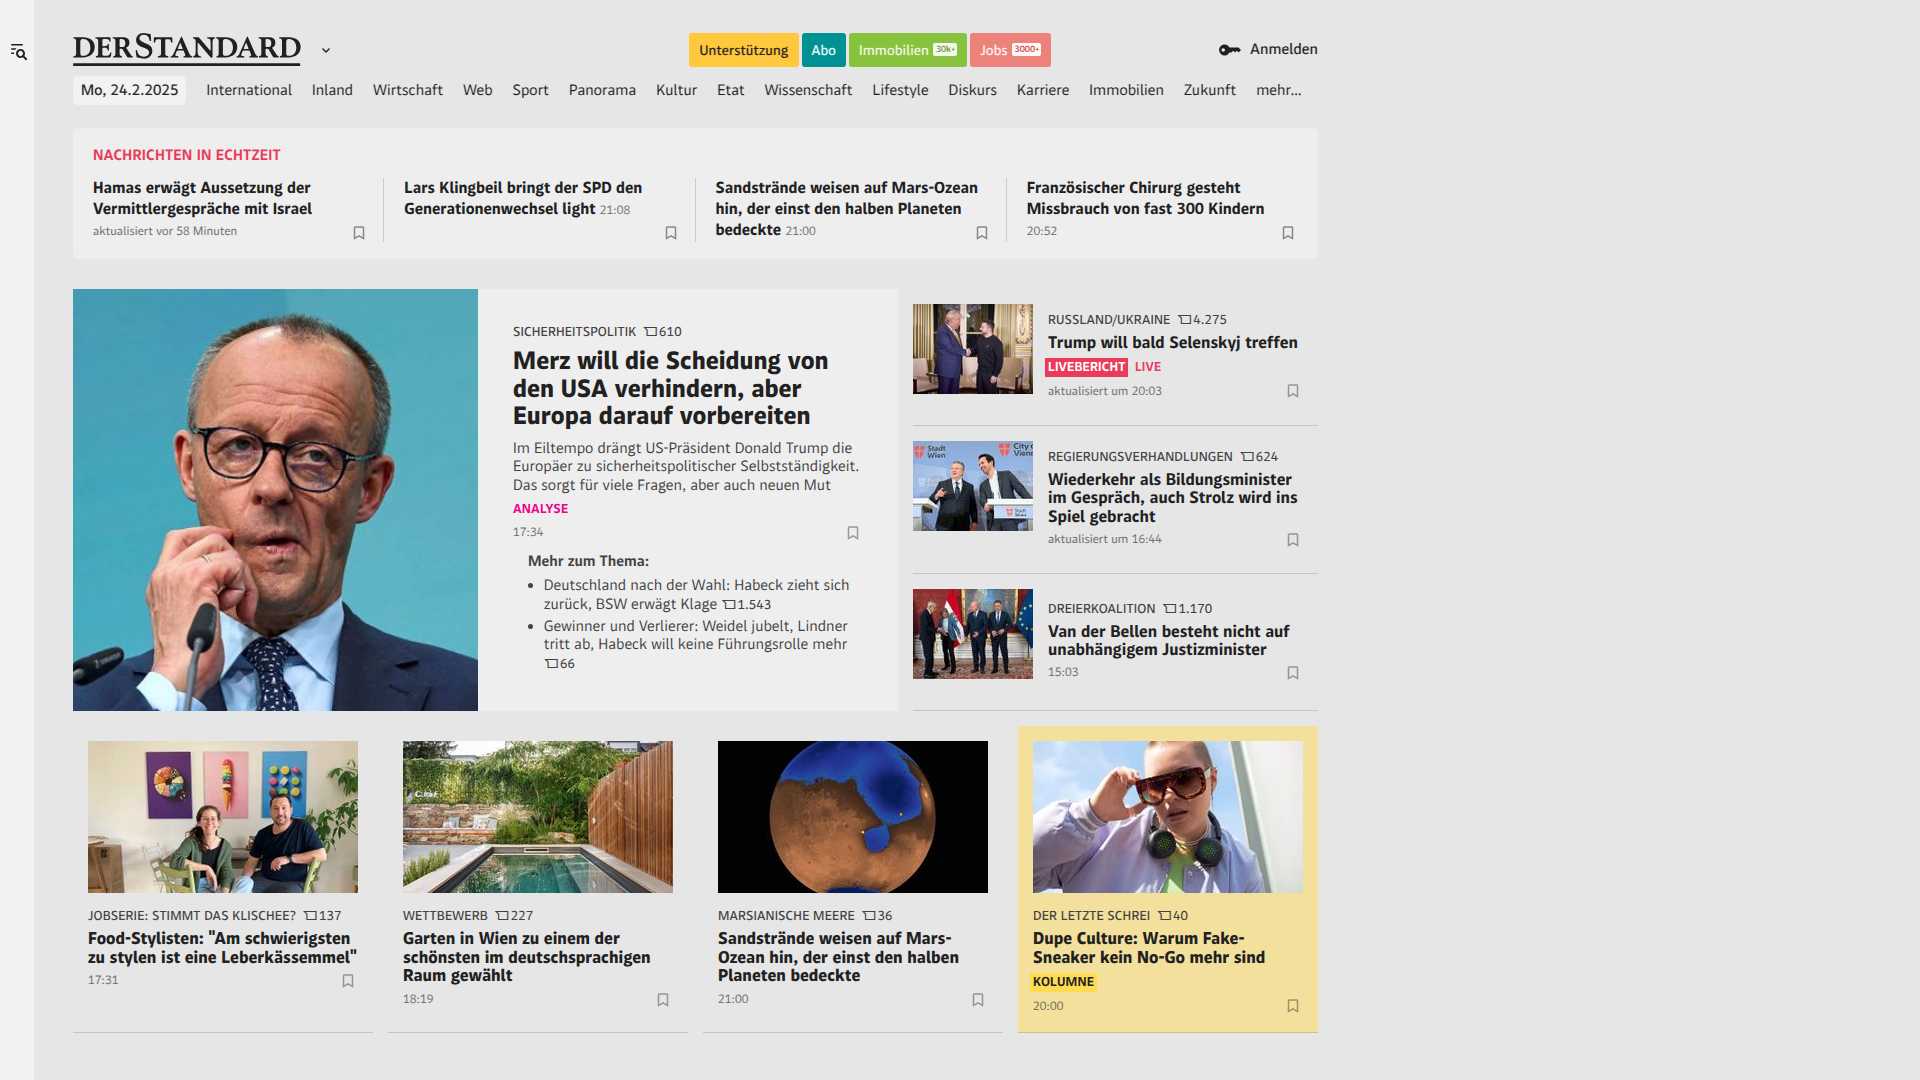 DERSTANDARD
Unterstützung
Abo
Immobilien 30k+
Jobs 3000+
Anmelden
Mo, 24.2.2025
International
Inland
Wirtschaft
Web
Sport
Panorama
Kultur
Etat
Wissenschaft
Lifestyle
Diskurs
Karriere
Immobilien
Zukunft
mehr...
NACHRICHTEN IN ECHTZEIT
Hamas erwägt Aussetzung der
Vermittlergespräche mit Israel
aktualisiert vor 58 Minuten
Lars Klingbeil bringt der SPD den
Generationenwechsel light 21:08
Sandstrände weisen auf Mars-Ozean
hin, der einst den halben Planeten
bedeckte 21:00
Französischer Chirurg gesteht
Missbrauch von fast 300 Kindern
20:52
SICHERHEITSPOLITIK 610
Merz will die Scheidung von
den USA verhindern, aber
Europa darauf vorbereiten
Im Eiltempo drängt US-Präsident Donald Trump die
Europäer zu sicherheitspolitischer Selbstständigkeit.
Das sorgt für viele Fragen, aber auch neuen Mut
ANALYSE
17:34
Mehr zum Thema:
• Deutschland nach der Wahl: Habeck zieht sich
zurück, BSW erwägt Klage 1.543
• Gewinner und Verlierer: Weidel jubelt, Lindner
tritt ab, Habeck will keine Führungsrolle mehr
66
RUSSLAND/UKRAINE 4.275
Trump will bald Selenskyj treffen
LIVEBERICHT LIVE
aktualisiert um 20:03
Stadt
Wien
City o
Vienn
Stadt
Wien
REGIERUNGSVERHANDLUNGEN 624
Wiederkehr als Bildungsminister
im Gespräch, auch Strolz wird ins
Spiel gebracht
aktualisiert um 16:44
DREIERKOALITION 1.170
Van der Bellen besteht nicht auf
unabhängigem Justizminister
15:03
JOBSERIE: STIMMT DAS KLISCHEE? 137
Food-Stylisten: "Am schwierigsten
zu stylen ist eine Leberkässemmel"
17:31
WETTBEWERB 227
Garten in Wien zu einem der
schönsten im deutschsprachigen
Raum gewählt
18:19
MARSIANISCHE MEERE 36
Sandstrände weisen auf Mars-
Ozean hin, der einst den halben
Planeten bedeckte
21:00
DER LETZTE SCHREI 40
Dupe Culture: Warum Fake-
Sneaker kein No-Go mehr sind
KOLUMNE
20:00